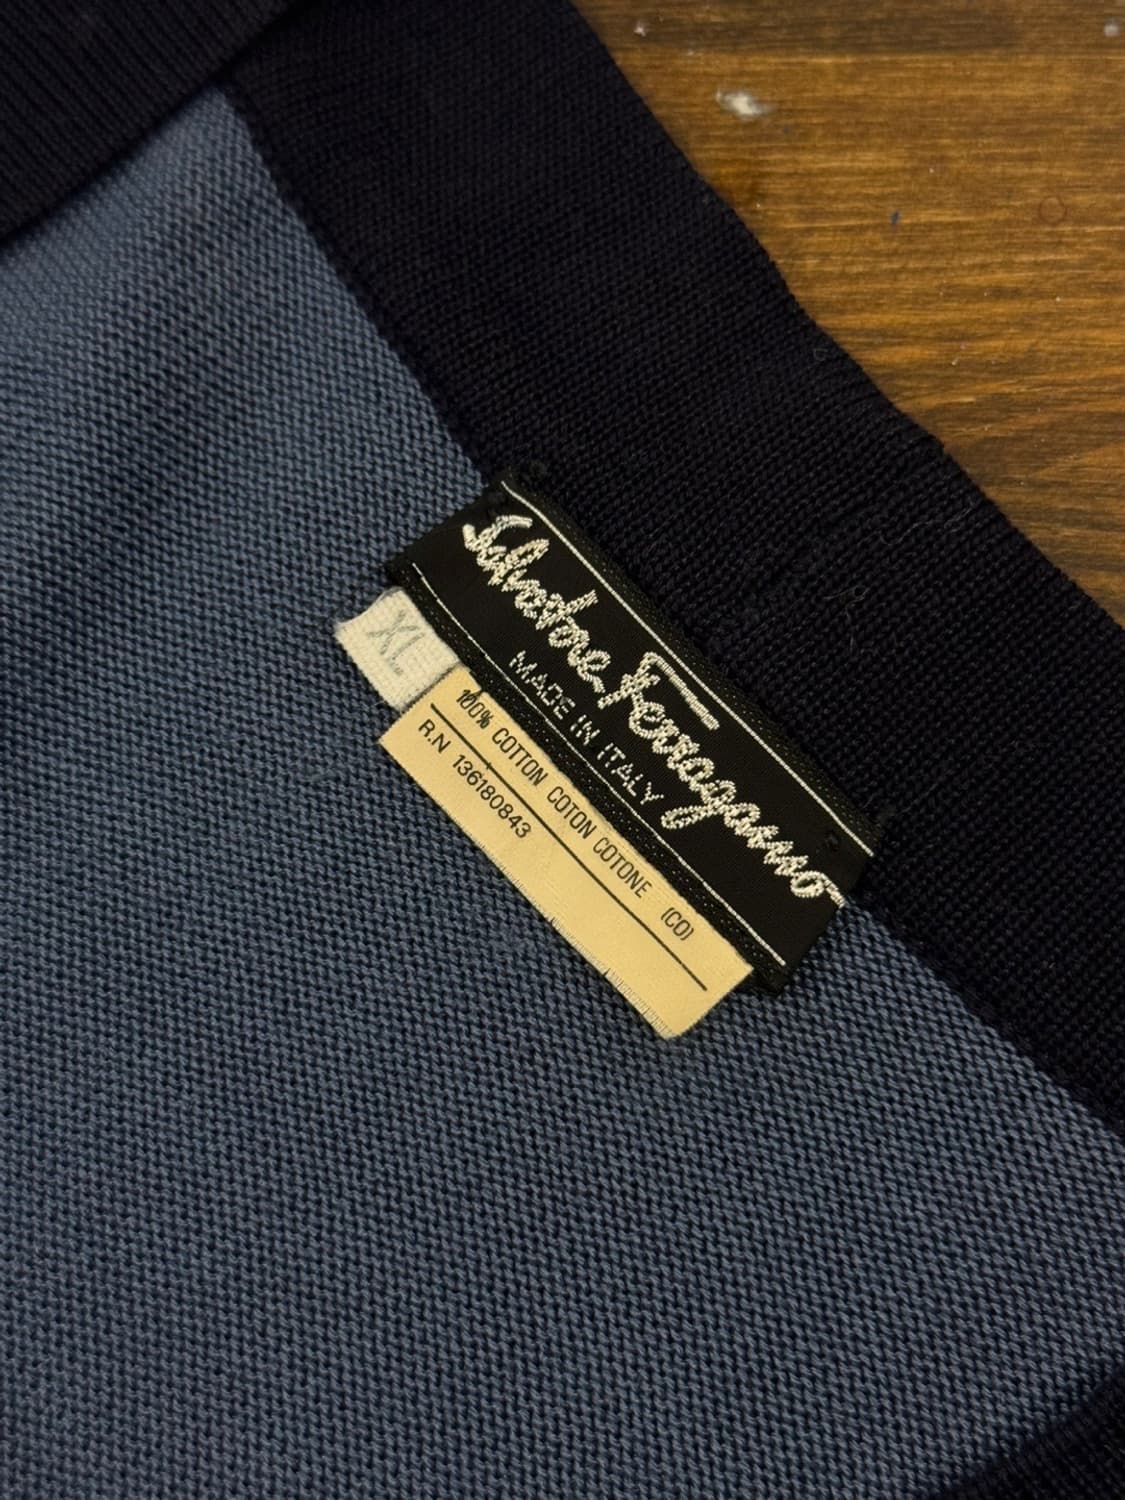 Salvatore Ferragamo
MADE IN ITALY
XL
100% COTTON COTON COTONE (CO)
R.N 136180843